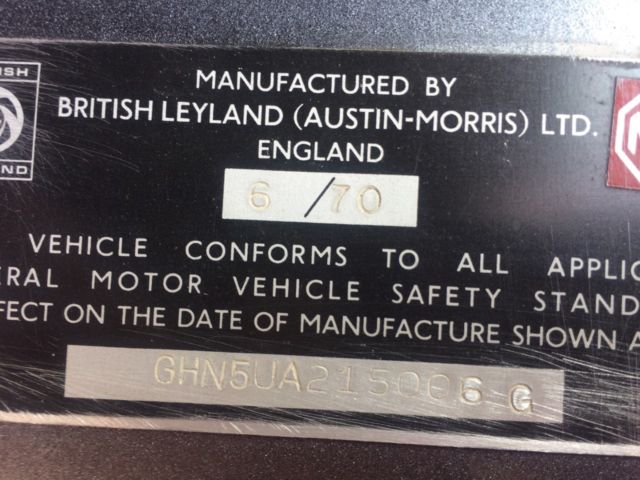 MANUFACTURED BY
BRITISH LEYLAND (AUSTIN-MORRIS) LTD.
ENGLAND
6 /70
VEHICLE CONFORMS TO ALL APPLIC
ERAL MOTOR VEHICLE SAFETY STAND
FECT ON THE DATE OF MANUFACTURE SHOWN A
GHN5UA215006 G